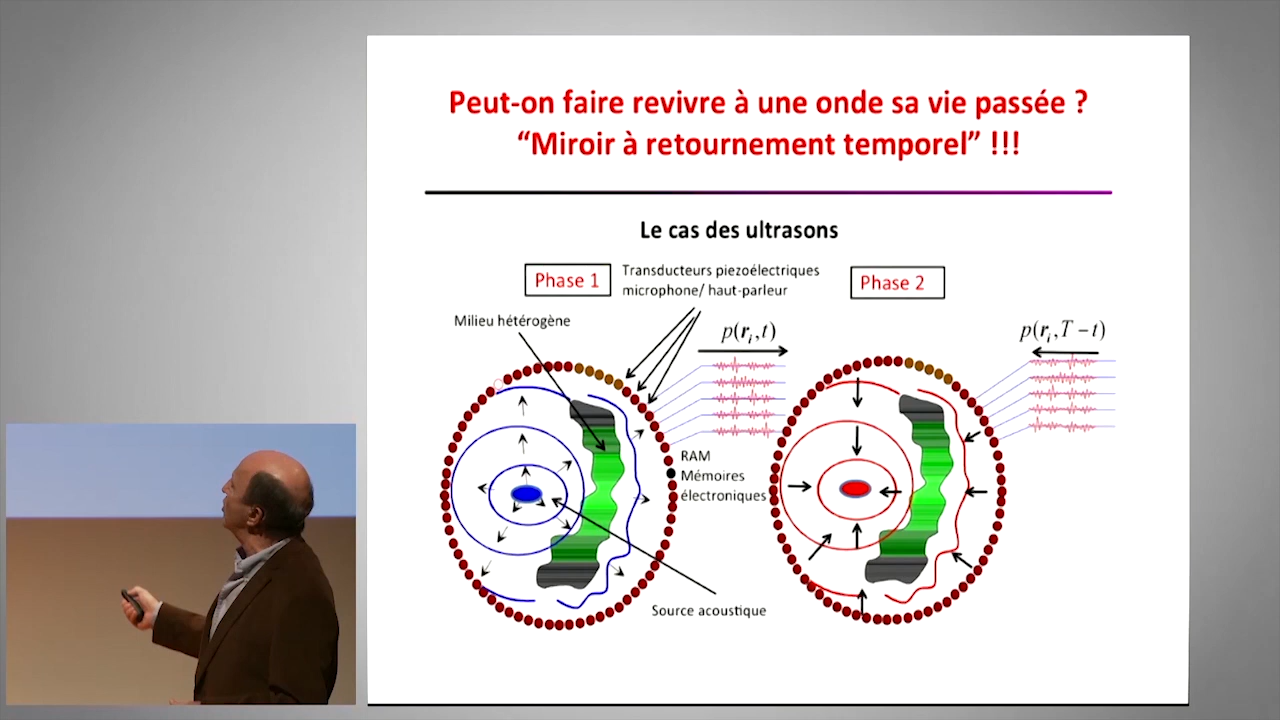 Peut-on faire revivre à une onde sa vie passée ?
“Miroir à retournement temporel” !!!
Le cas des ultrasons
Phase 1
Transducteurs piezoélectriques
microphone/ haut-parleur
Phase 2
Milieu hétérogène
p(rᵢ,t)
p(rᵢ,T − t)
RAM
Mémoires
électroniques
Source acoustique